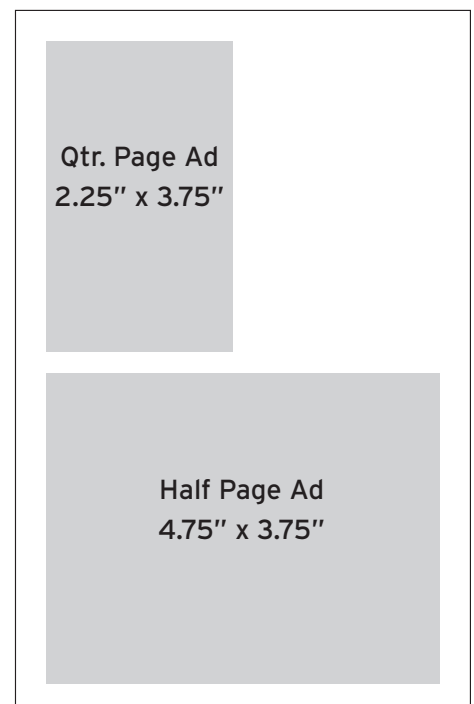 Qtr. Page Ad
2.25" x 3.75"
Half Page Ad
4.75" x 3.75"